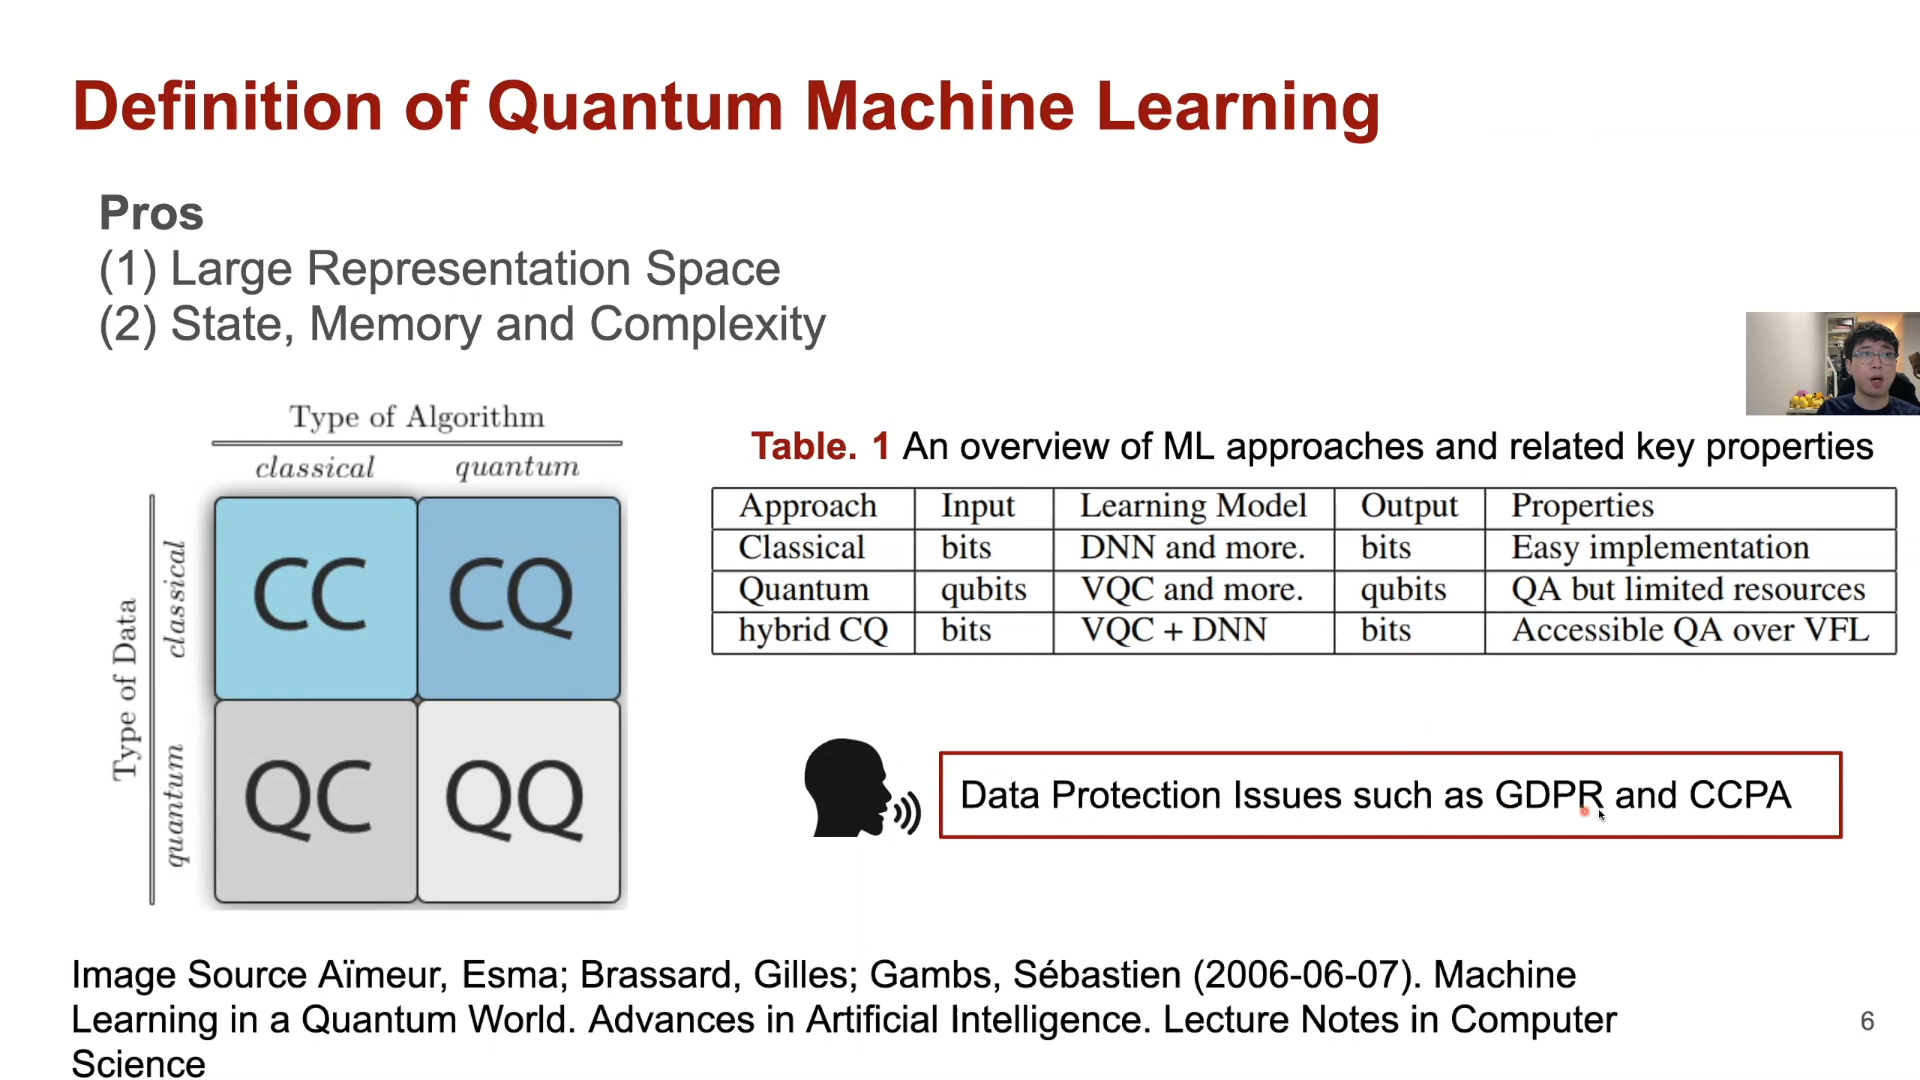 Definition of Quantum Machine Learning
Pros
(1) Large Representation Space
(2) State, Memory and Complexity
Type of Algorithm
classical quantum
Type of Data
classical
quantum
CC CQ
QC QQ
Table. 1 An overview of ML approaches and related key properties
Approach Input Learning Model Output Properties
Classical bits DNN and more. bits Easy implementation
Quantum qubits VQC and more. qubits QA but limited resources
hybrid CQ bits VQC + DNN bits Accessible QA over VFL
Data Protection Issues such as GDPR and CCPA
Image Source Aïmeur, Esma; Brassard, Gilles; Gambs, Sébastien (2006-06-07). Machine
Learning in a Quantum World. Advances in Artificial Intelligence. Lecture Notes in Computer
Science
6